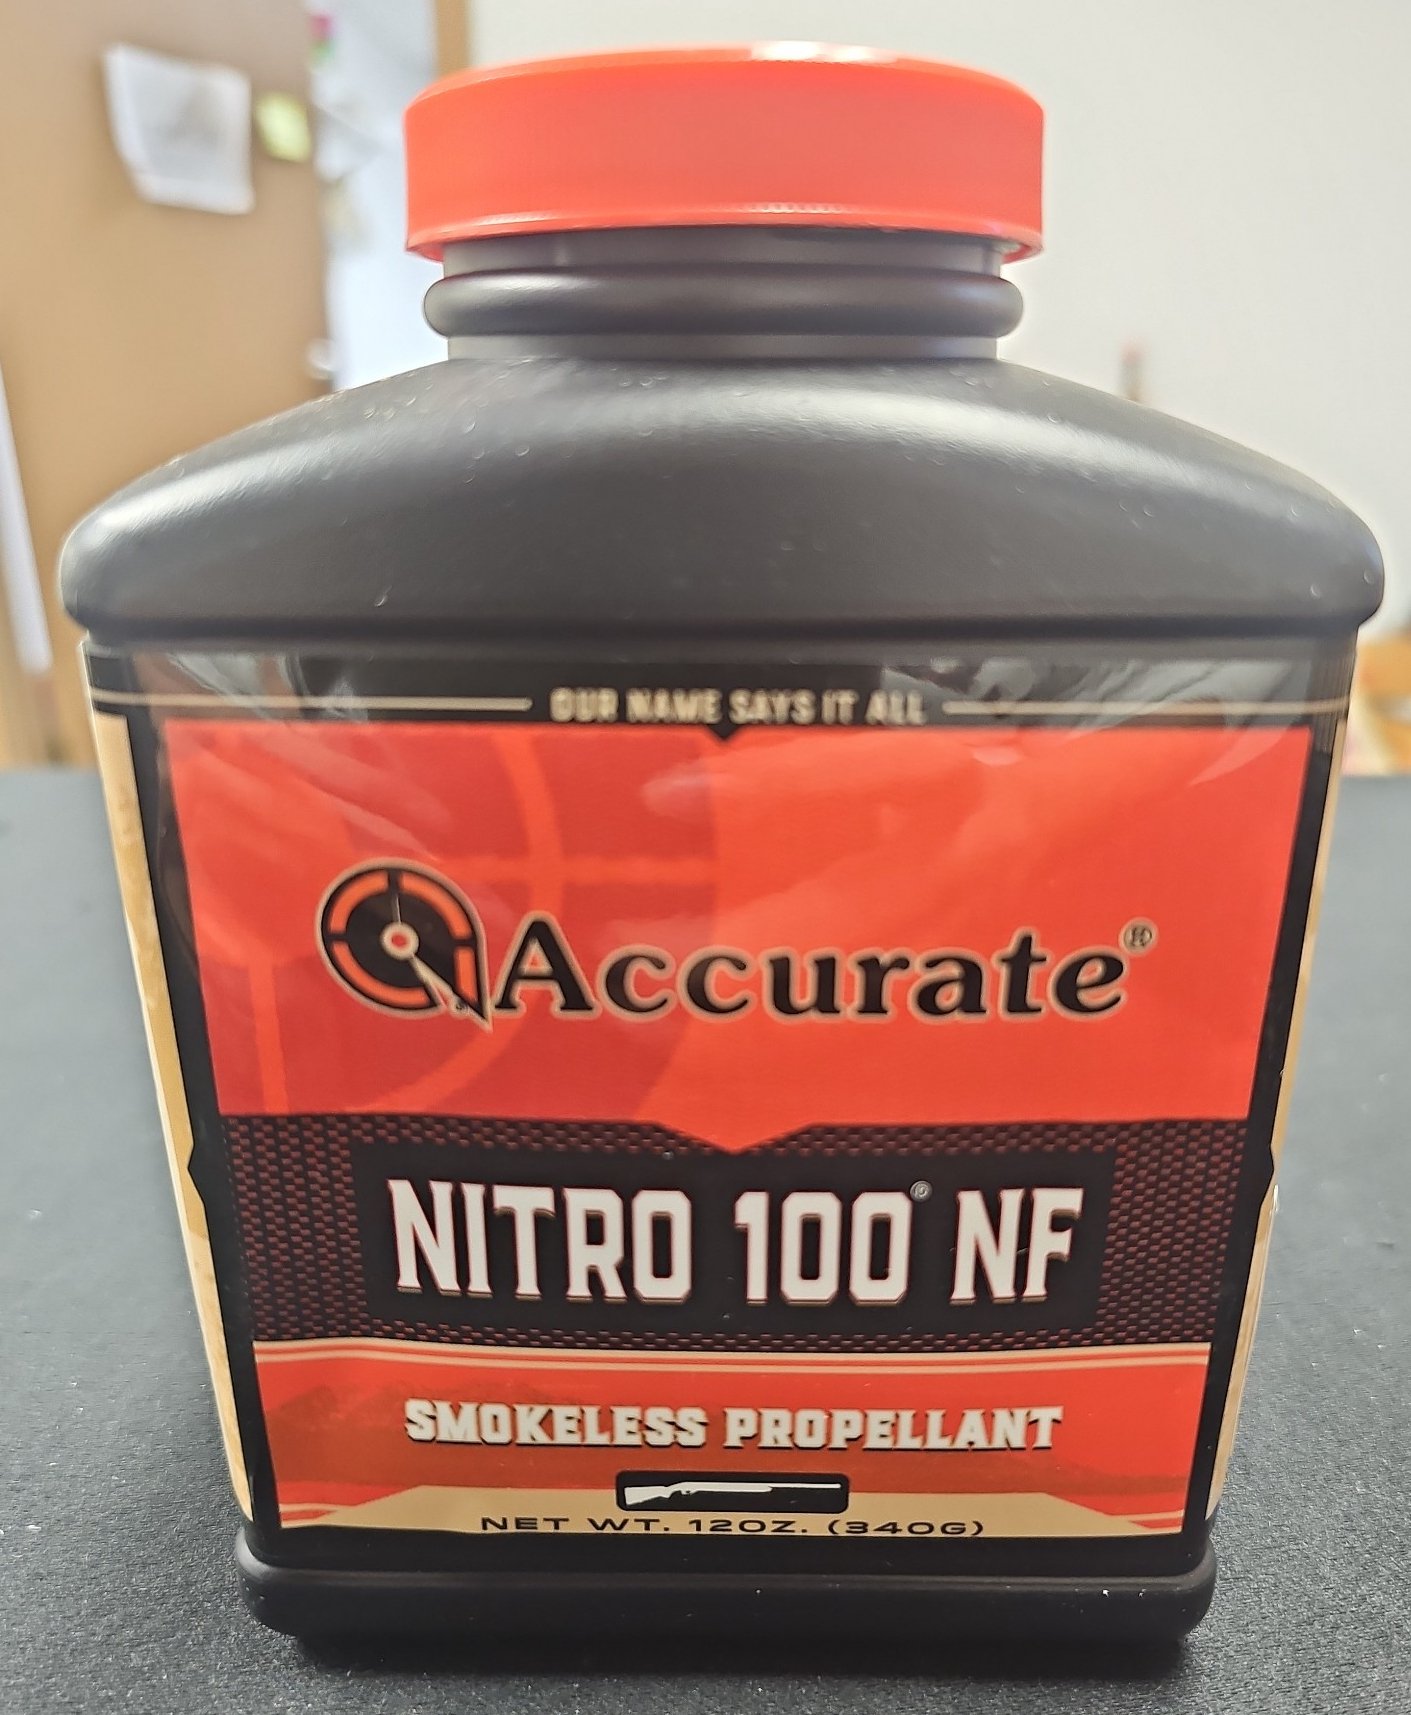 OUR NAME SAYS IT ALL
Accurate®
NITRO 100® NF
SMOKELESS PROPELLANT
NET WT. 12OZ. (340G)